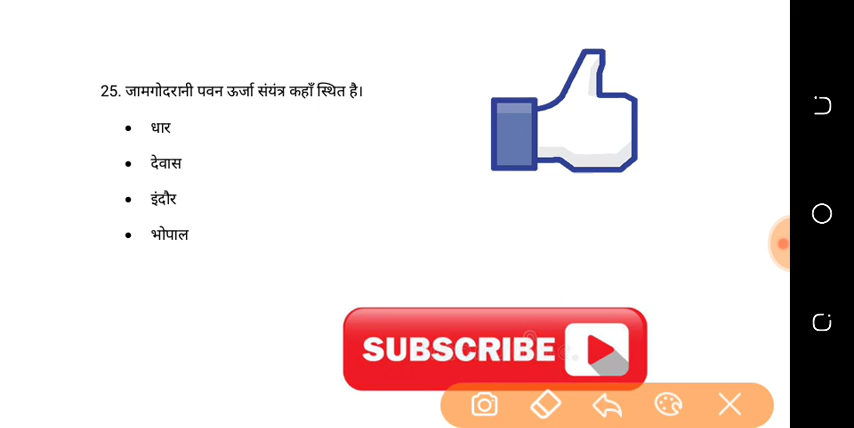 25. जामगोदरानी पवन ऊर्जा संयंत्र कहाँ स्थित है।
• धार
• देवास
• इंदौर
• भोपाल
SUBSCRIBE